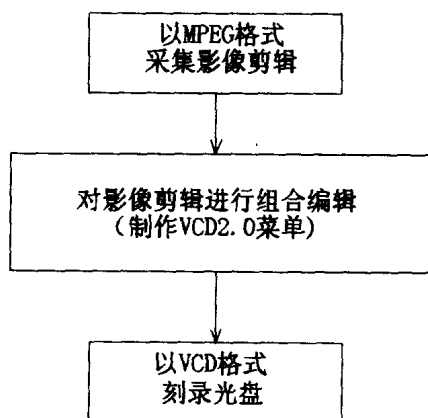 以MPEG格式
采集影像剪辑
对影像剪辑进行组合编辑
(制作VCD2.0菜单)
以VCD格式
刻录光盘